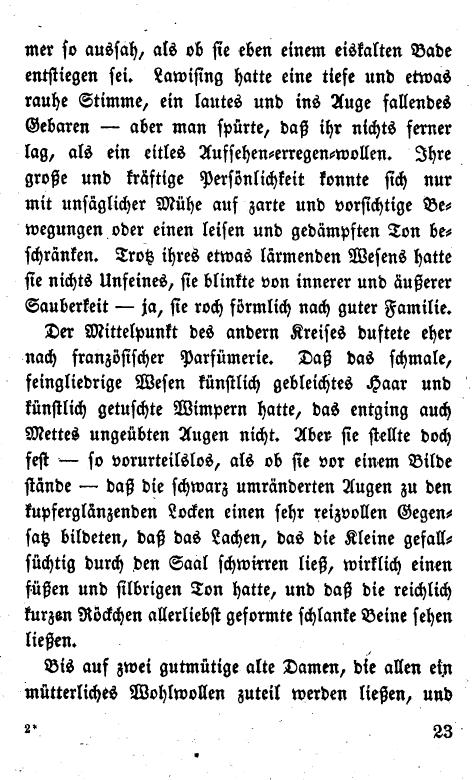 mer so aussah, als ob sie eben einem eiskalten Bade
entstiegen sei. Lawising hatte eine tiefe und etwas
rauhe Stimme, ein lautes und ins Auge fallendes
Gebaren — aber man spürte, daß ihr nichts ferner
lag, als ein eitles Aufsehen-erregen-wollen. Ihre
große und kräftige Persönlichkeit konnte sich nur
mit unsäglicher Mühe auf zarte und vorsichtige Be-
wegungen oder einen leisen und gedämpften Ton be-
schränken. Trotz ihres etwas lärmenden Wesens hatte
sie nichts Unfeines, sie blinkte von innerer und äußerer
Sauberkeit — ja, sie roch förmlich nach guter Familie.
Der Mittelpunkt des andern Kreises duftete eher
nach französischer Parfümerie. Daß das schmale,
feingliedrige Wesen künstlich gebleichtes Haar und
künstlich getuschte Wimpern hatte, das entging auch
Mettes ungeübten Augen nicht. Aber sie stellte doch
fest — so vorurteilslos, als ob sie vor einem Bilde
stände — daß die schwarz umränderten Augen zu den
kupferglänzenden Locken einen sehr reizvollen Gegen-
satz bildeten, daß das Lachen, das die Kleine gefall-
süchtig durch den Saal schwirren ließ, wirklich einen
süßen und silbrigen Ton hatte, und daß die reichlich
kurzen Röckchen allerliebst geformte schlanke Beine sehen
ließen.
Bis auf zwei gutmütige alte Damen, die allen ein
mütterliches Wohlwollen zuteil werden ließen, und
2* 23